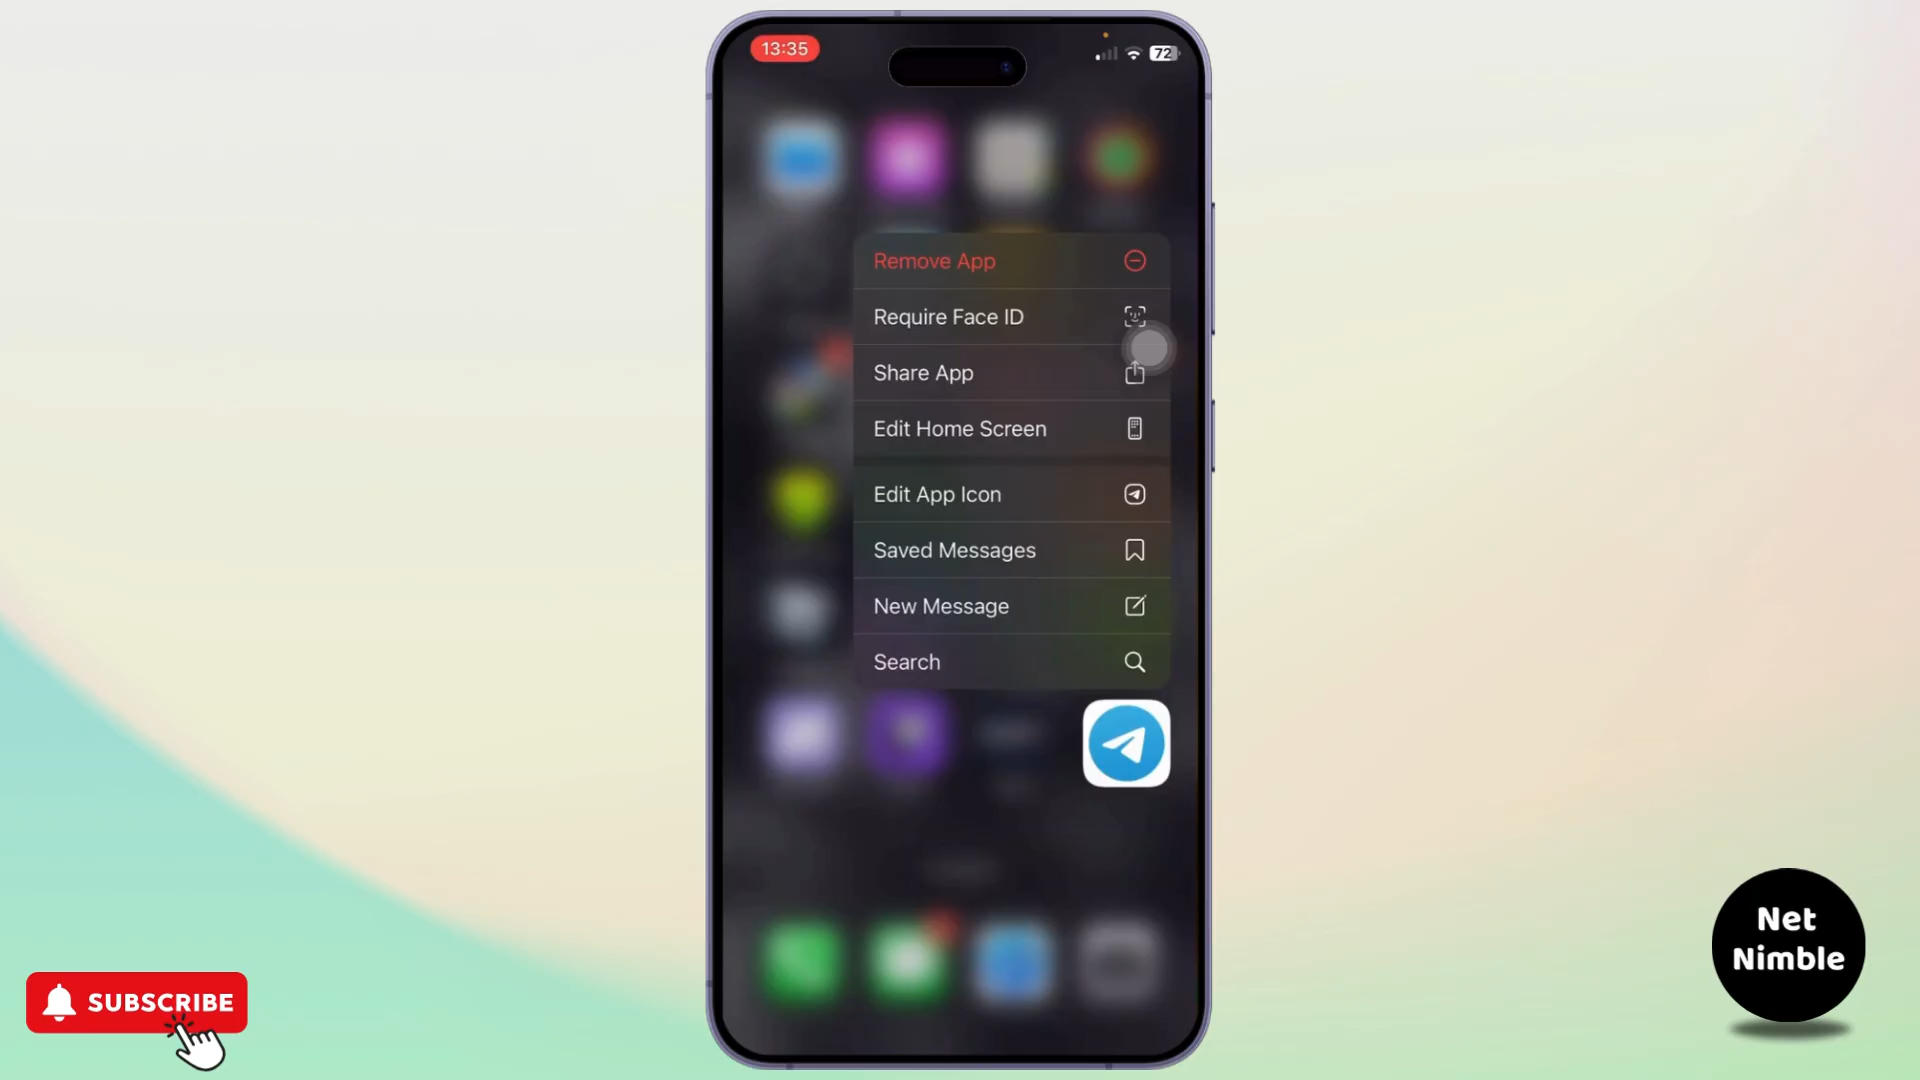 13:35
72
Remove App
Require Face ID
Share App
Edit Home Screen
Edit App Icon
Saved Messages
New Message
Search
SUBSCRIBE
Net
Nimble